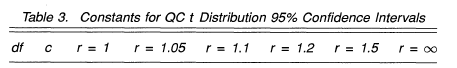 Table 3. Constants for QC t Distribution 95% Confidence Intervals
df c r = 1 r = 1.05 r = 1.1 r = 1.2 r = 1.5 r = ∞